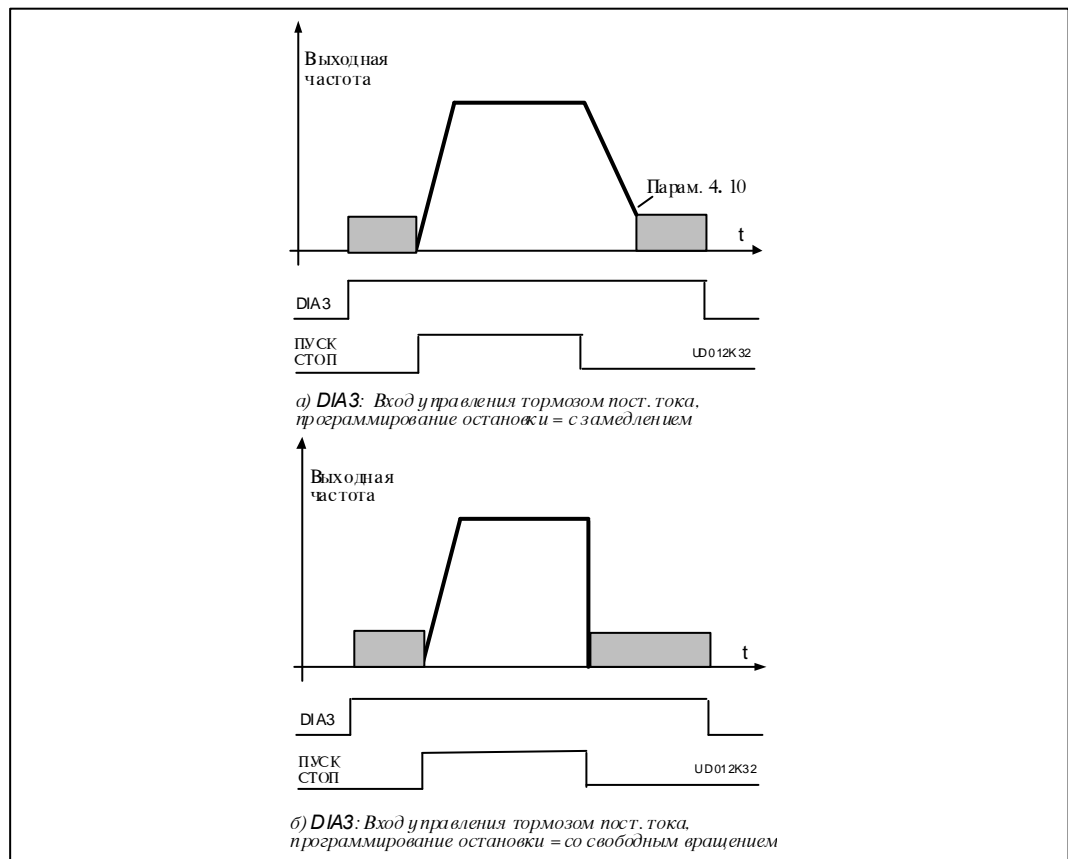 Выходная
частота
Парам. 4. 10
t
DIA3
ПУСК
СТОП
UD012K32
а) DIA3: Вход управления тормозом пост. тока,
программирование остановки = с замедлением
Выходная
частота
t
DIA3
ПУСК
СТОП
UD012K32
б) DIA3: Вход управления тормозом пост. тока,
программирование остановки = со свободным вращением